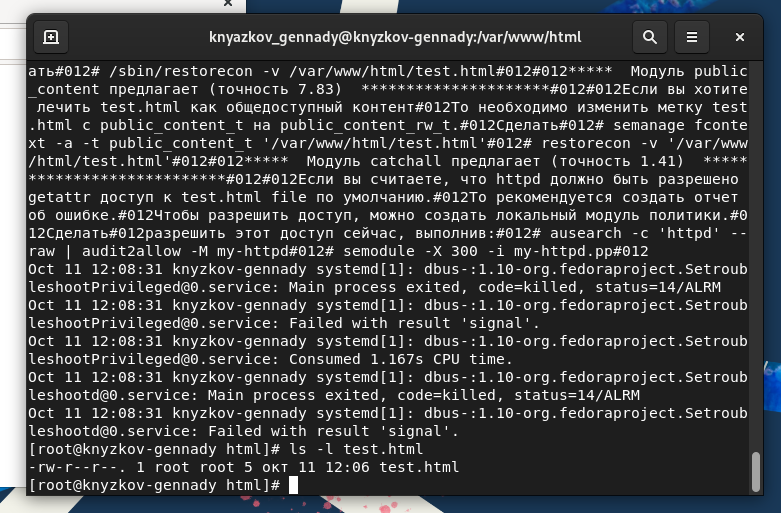 knyazkov_gennady@knyzkov-gennady:/var/www/html
ать#012# /sbin/restorecon -v /var/www/html/test.html#012#012*****  Модуль public
_content предлагает (точность 7.83)  *********************#012#012Если вы хотите
 лечить test.html как общедоступный контент#012То необходимо изменить метку test
.html с public_content_t на public_content_rw_t.#012Сделать#012# semanage fconte
xt -a -t public_content_t '/var/www/html/test.html'#012# restorecon -v '/var/www
/html/test.html'#012#012*****  Модуль catchall предлагает (точность 1.41)  *****
**********************#012#012Если вы считаете, что httpd должно быть разрешено 
getattr доступ к test.html file по умолчанию.#012То рекомендуется создать отчет 
об ошибке.#012Чтобы разрешить доступ, можно создать локальный модуль политики.#0
12Сделать#012разрешить этот доступ сейчас, выполнив:#012# ausearch -c 'httpd' --
raw | audit2allow -M my-httpd#012# semodule -X 300 -i my-httpd.pp#012
Oct 11 12:08:31 knyzkov-gennady systemd[1]: dbus-:1.10-org.fedoraproject.Setroub
leshootPrivileged@0.service: Main process exited, code=killed, status=14/ALRM
Oct 11 12:08:31 knyzkov-gennady systemd[1]: dbus-:1.10-org.fedoraproject.Setroub
leshootPrivileged@0.service: Failed with result 'signal'.
Oct 11 12:08:31 knyzkov-gennady systemd[1]: dbus-:1.10-org.fedoraproject.Setroub
leshootPrivileged@0.service: Consumed 1.167s CPU time.
Oct 11 12:08:31 knyzkov-gennady systemd[1]: dbus-:1.10-org.fedoraproject.Setroub
leshootd@0.service: Main process exited, code=killed, status=14/ALRM
Oct 11 12:08:31 knyzkov-gennady systemd[1]: dbus-:1.10-org.fedoraproject.Setroub
leshootd@0.service: Failed with result 'signal'.
[root@knyzkov-gennady html]# ls -l test.html
-rw-r--r--. 1 root root 5 окт 11 12:06 test.html
[root@knyzkov-gennady html]#